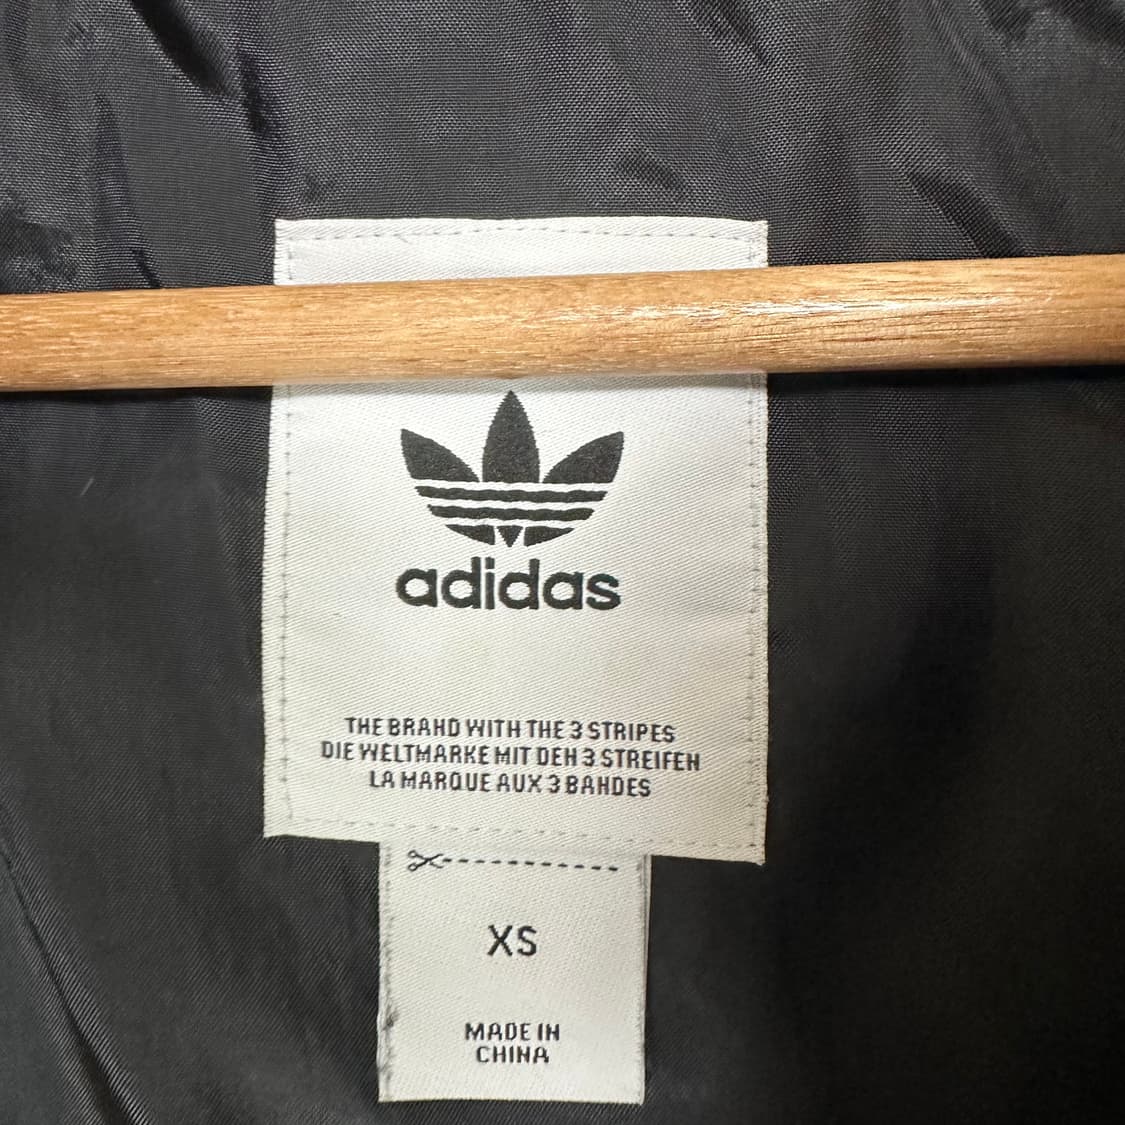 adidas
THE BRAND WITH THE 3 STRIPES
DIE WELTMARKE MIT DEN 3 STREIFEN
LA MARQUE AUX 3 BANDES
XS
MADE IN
CHINA